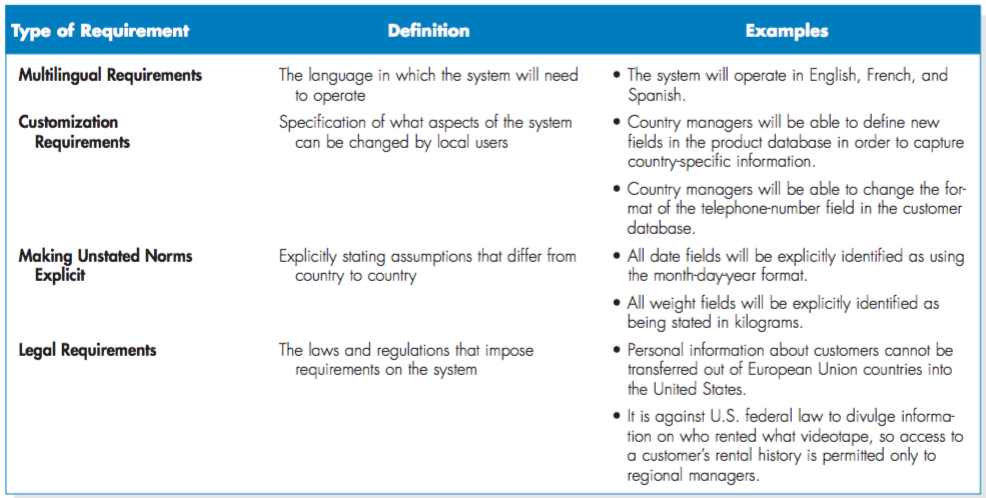 Type of Requirement Definition Examples
Multilingual Requirements The language in which the system will need • The system will operate in English, French, and
to operate Spanish.
Customization Specification of what aspects of the system • Country managers will be able to define new
Requirements can be changed by local users fields in the product database in order to capture
country-specific information.
• Country managers will be able to change the for-
mat of the telephone-number field in the customer
database.
Making Unstated Norms Explicitly stating assumptions that differ from • All date fields will be explicitly identified as using
Explicit country to country the month-day-year format.
• All weight fields will be explicitly identified as
being stated in kilograms.
Legal Requirements The laws and regulations that impose • Personal information about customers cannot be
requirements on the system transferred out of European Union countries into
the United States.
• It is against U.S. federal law to divulge informa-
tion on who rented what videotape, so access to
a customer's rental history is permitted only to
regional managers.